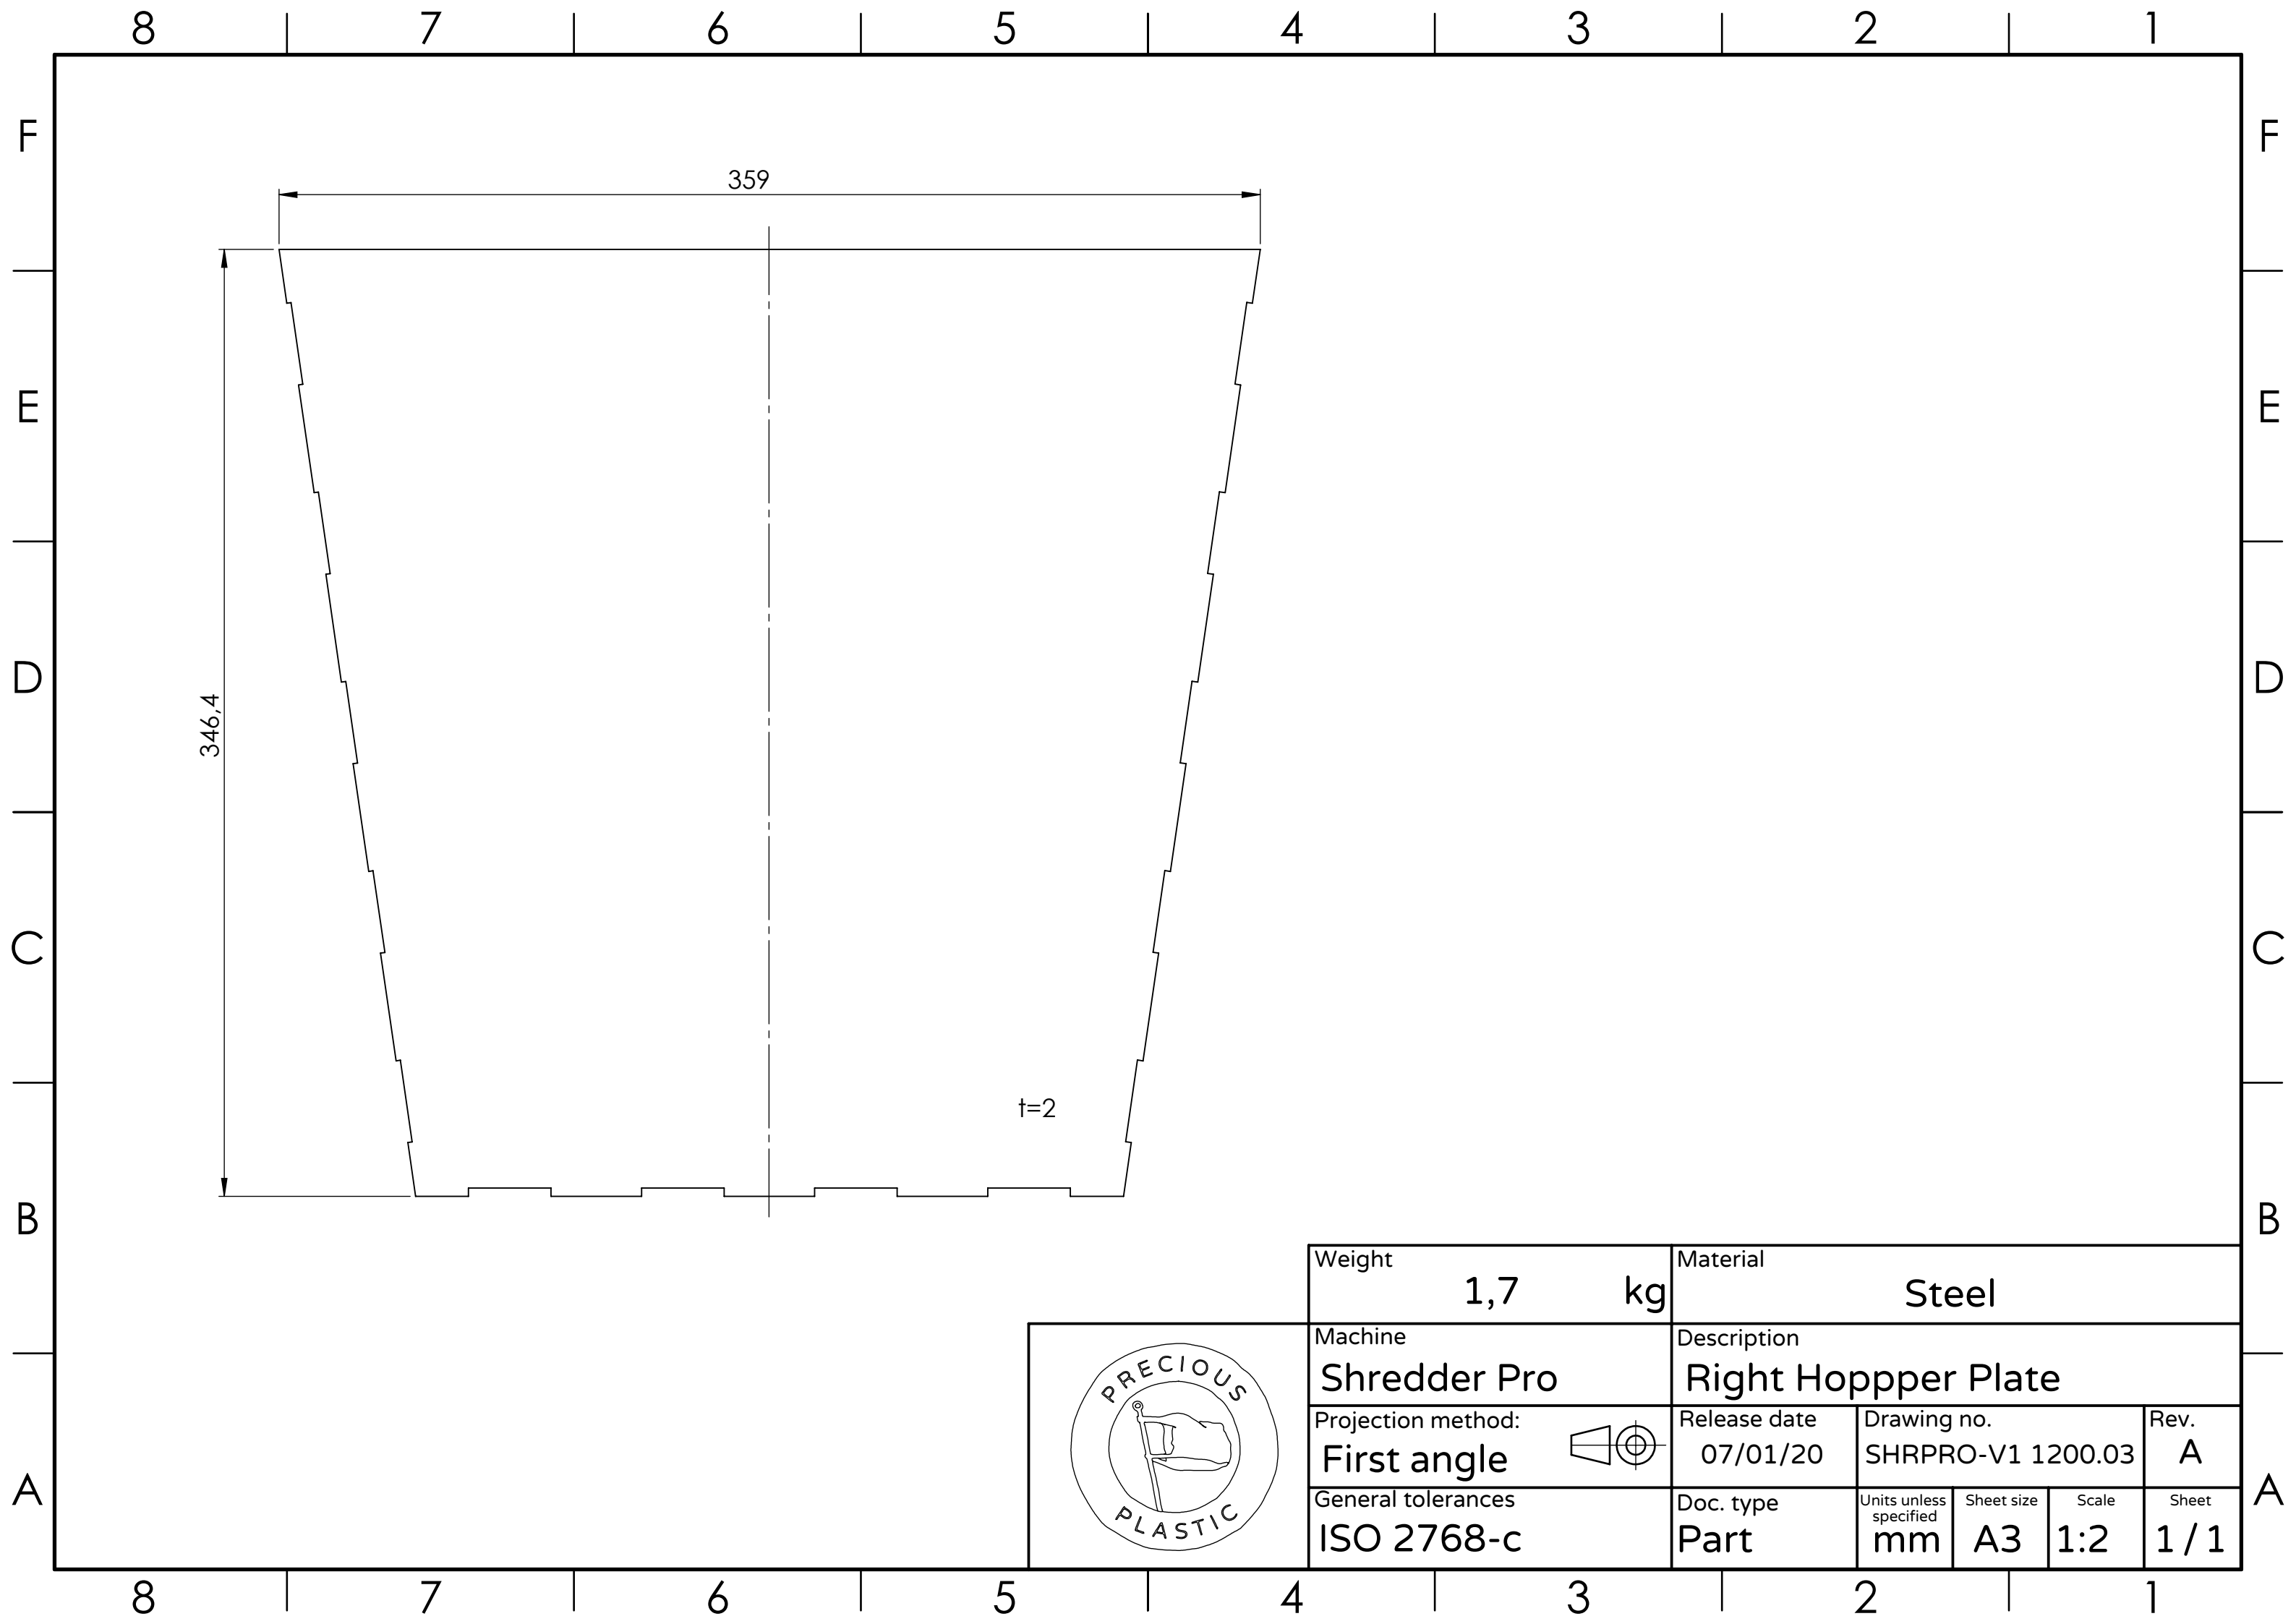 8 7 6 5 4 3 2 1
F F
359
E E
346,4
D D
C C
t=2
B B
Weight
1,7 kg
Material
Steel
PRECIOUS
PLASTIC
Machine
Shredder Pro
Description
Right Hoppper Plate
Projection method:
First angle
Release date
07/01/20
Drawing no.
SHRPRO-V1 1200.03
Rev.
A
A A
General tolerances
ISO 2768-c
Doc. type
Part
Units unless
specified
mm
Sheet size
A3
Scale
1:2
Sheet
1/1
8 7 6 5 4 3 2 1